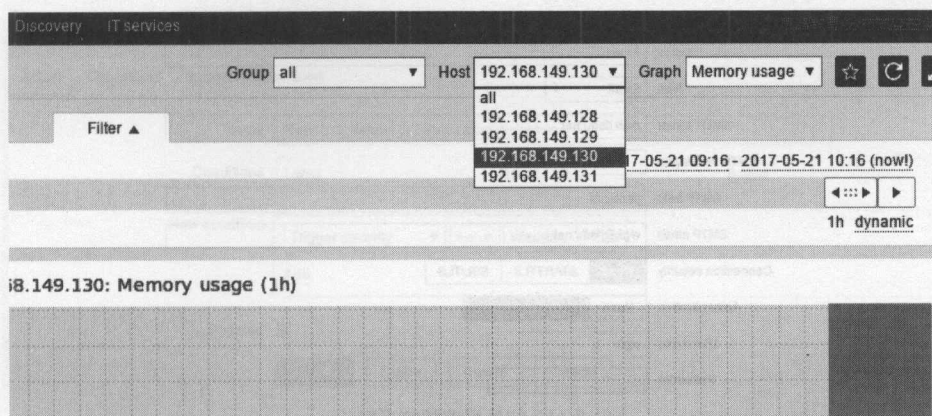 Discovery IT services
Group all ▼ Host 192.168.149.130 ▼ Graph Memory usage ▼
all
192.168.149.128
192.168.149.129
192.168.149.130
192.168.149.131
Filter ▲
17-05-21 09:16 - 2017-05-21 10:16 (now!)
1h dynamic
8.149.130: Memory usage (1h)